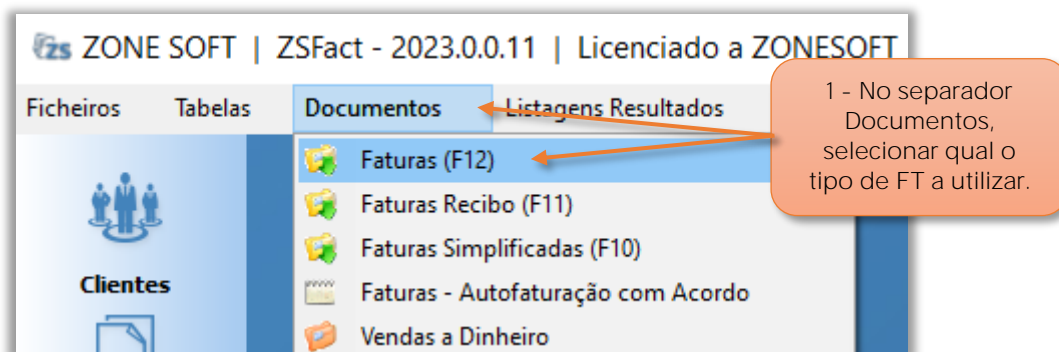 zs ZONE SOFT | ZSFact - 2023.0.0.11 | Licenciado a ZONESOFT
Ficheiros Tabelas Documentos Listagens Resultados
1 - No separador
Documentos,
selecionar qual o
tipo de FT a utilizar.
Faturas (F12)
Faturas Recibo (F11)
Faturas Simplificadas (F10)
Clientes
Faturas - Autofaturação com Acordo
Vendas a Dinheiro